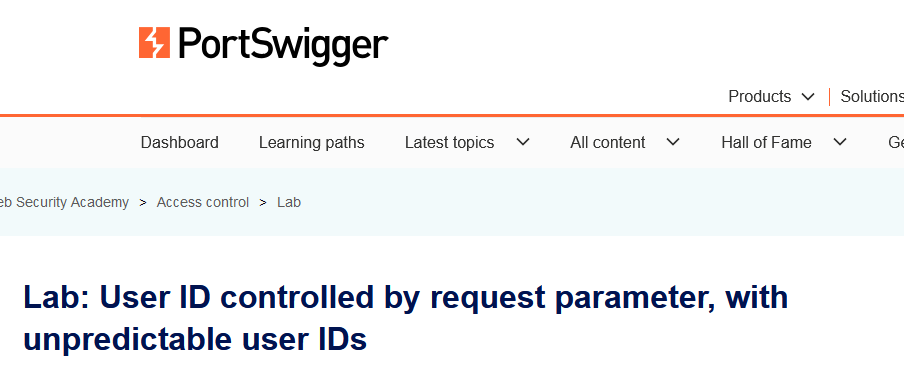 PortSwigger
Products Solutions
Dashboard Learning paths Latest topics All content Hall of Fame Ge
eb Security Academy > Access control > Lab
Lab: User ID controlled by request parameter, with
unpredictable user IDs